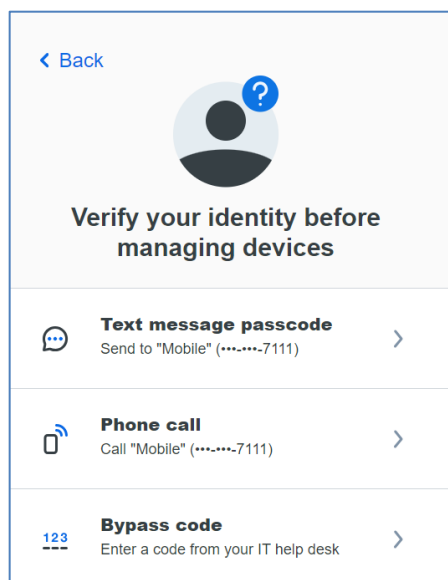 Back
?
Verify your identity before
managing devices
Text message passcode
Send to "Mobile" (•••-•••-7111)
Phone call
Call "Mobile" (•••-•••-7111)
123
Bypass code
Enter a code from your IT help desk